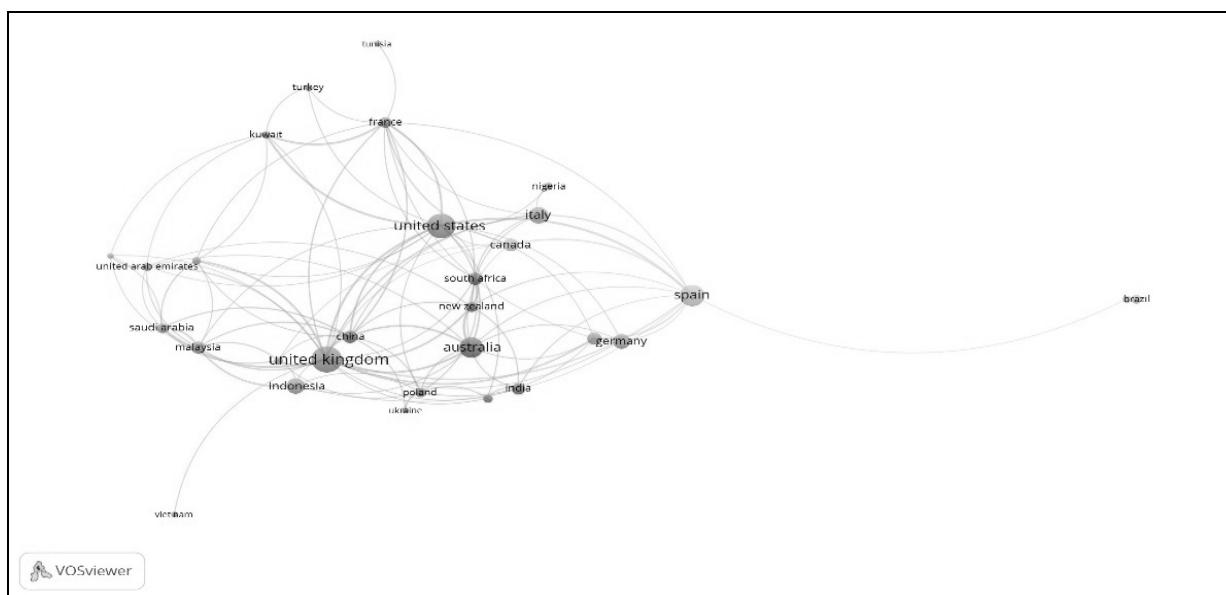 tunisia
turkey
france
kuwait
nigeria
italy
united states
canada
united arab emirates
south africa
spain
brazil
new zealand
saudi arabia
china
malaysia
australia
germany
united kingdom
indonesia
poland
india
ukraine
vietnam
VOSviewer